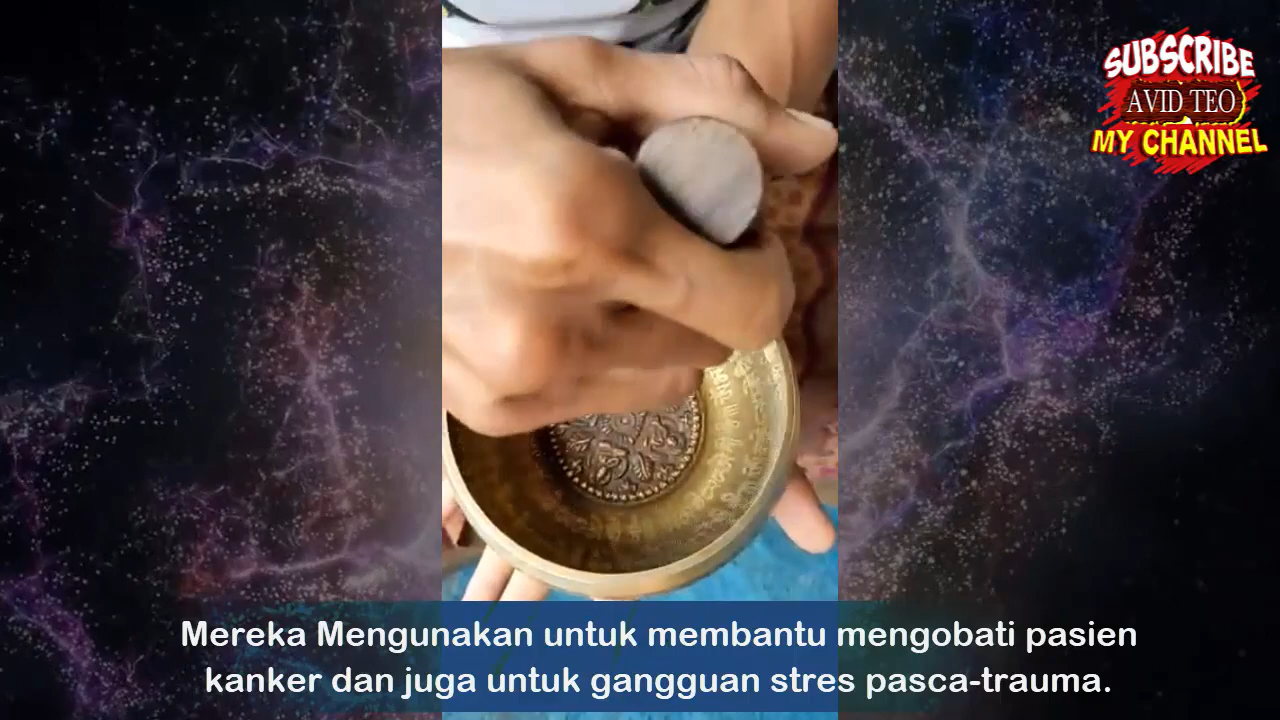 SUBSCRIBE
AVID TEO
MY CHANNEL
Mereka Mengunakan untuk membantu mengobati pasien
kanker dan juga untuk gangguan stres pasca-trauma.